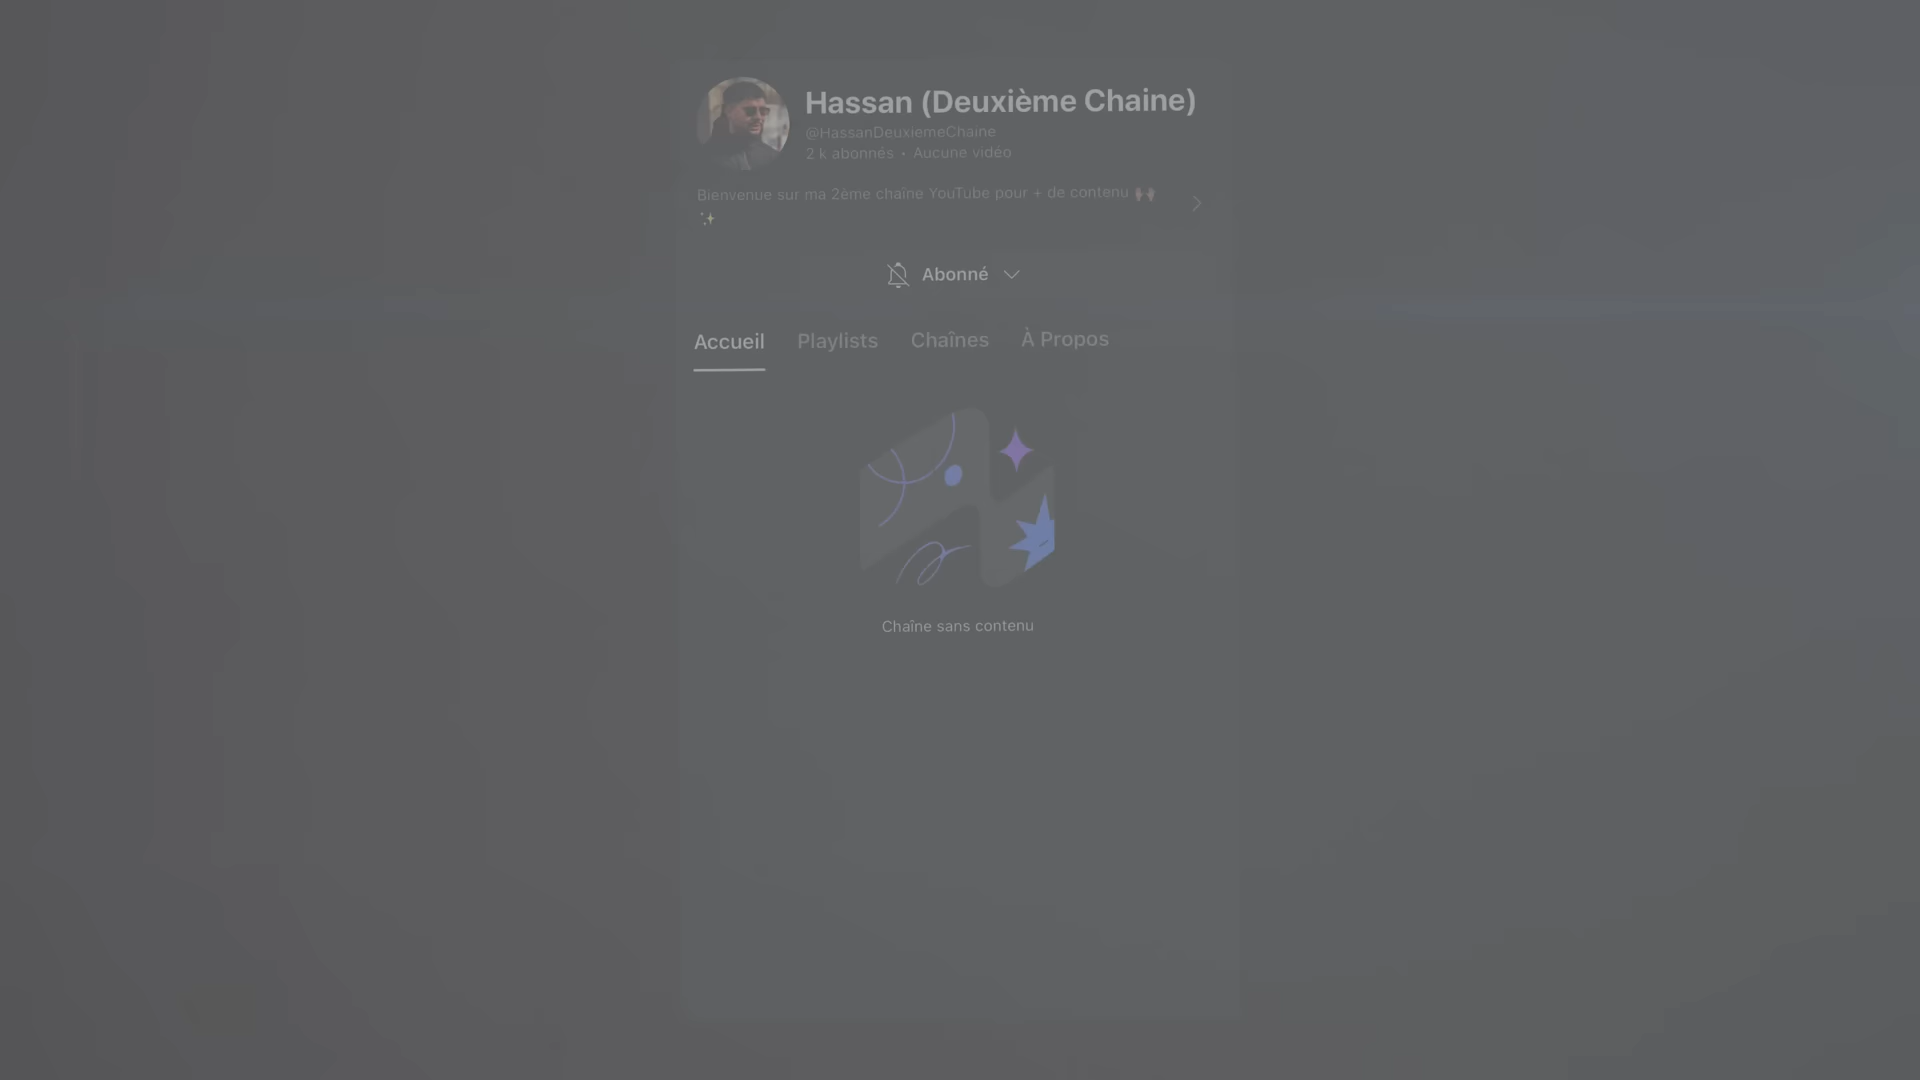 Hassan (Deuxième Chaine)
@HassanDeuxiemeChaine
2 k abonnés • Aucune vidéo
Bienvenue sur ma 2ème chaîne YouTube pour + de contenu 🙌🏽
✨
Abonné
Accueil Playlists Chaînes À Propos
Chaîne sans contenu